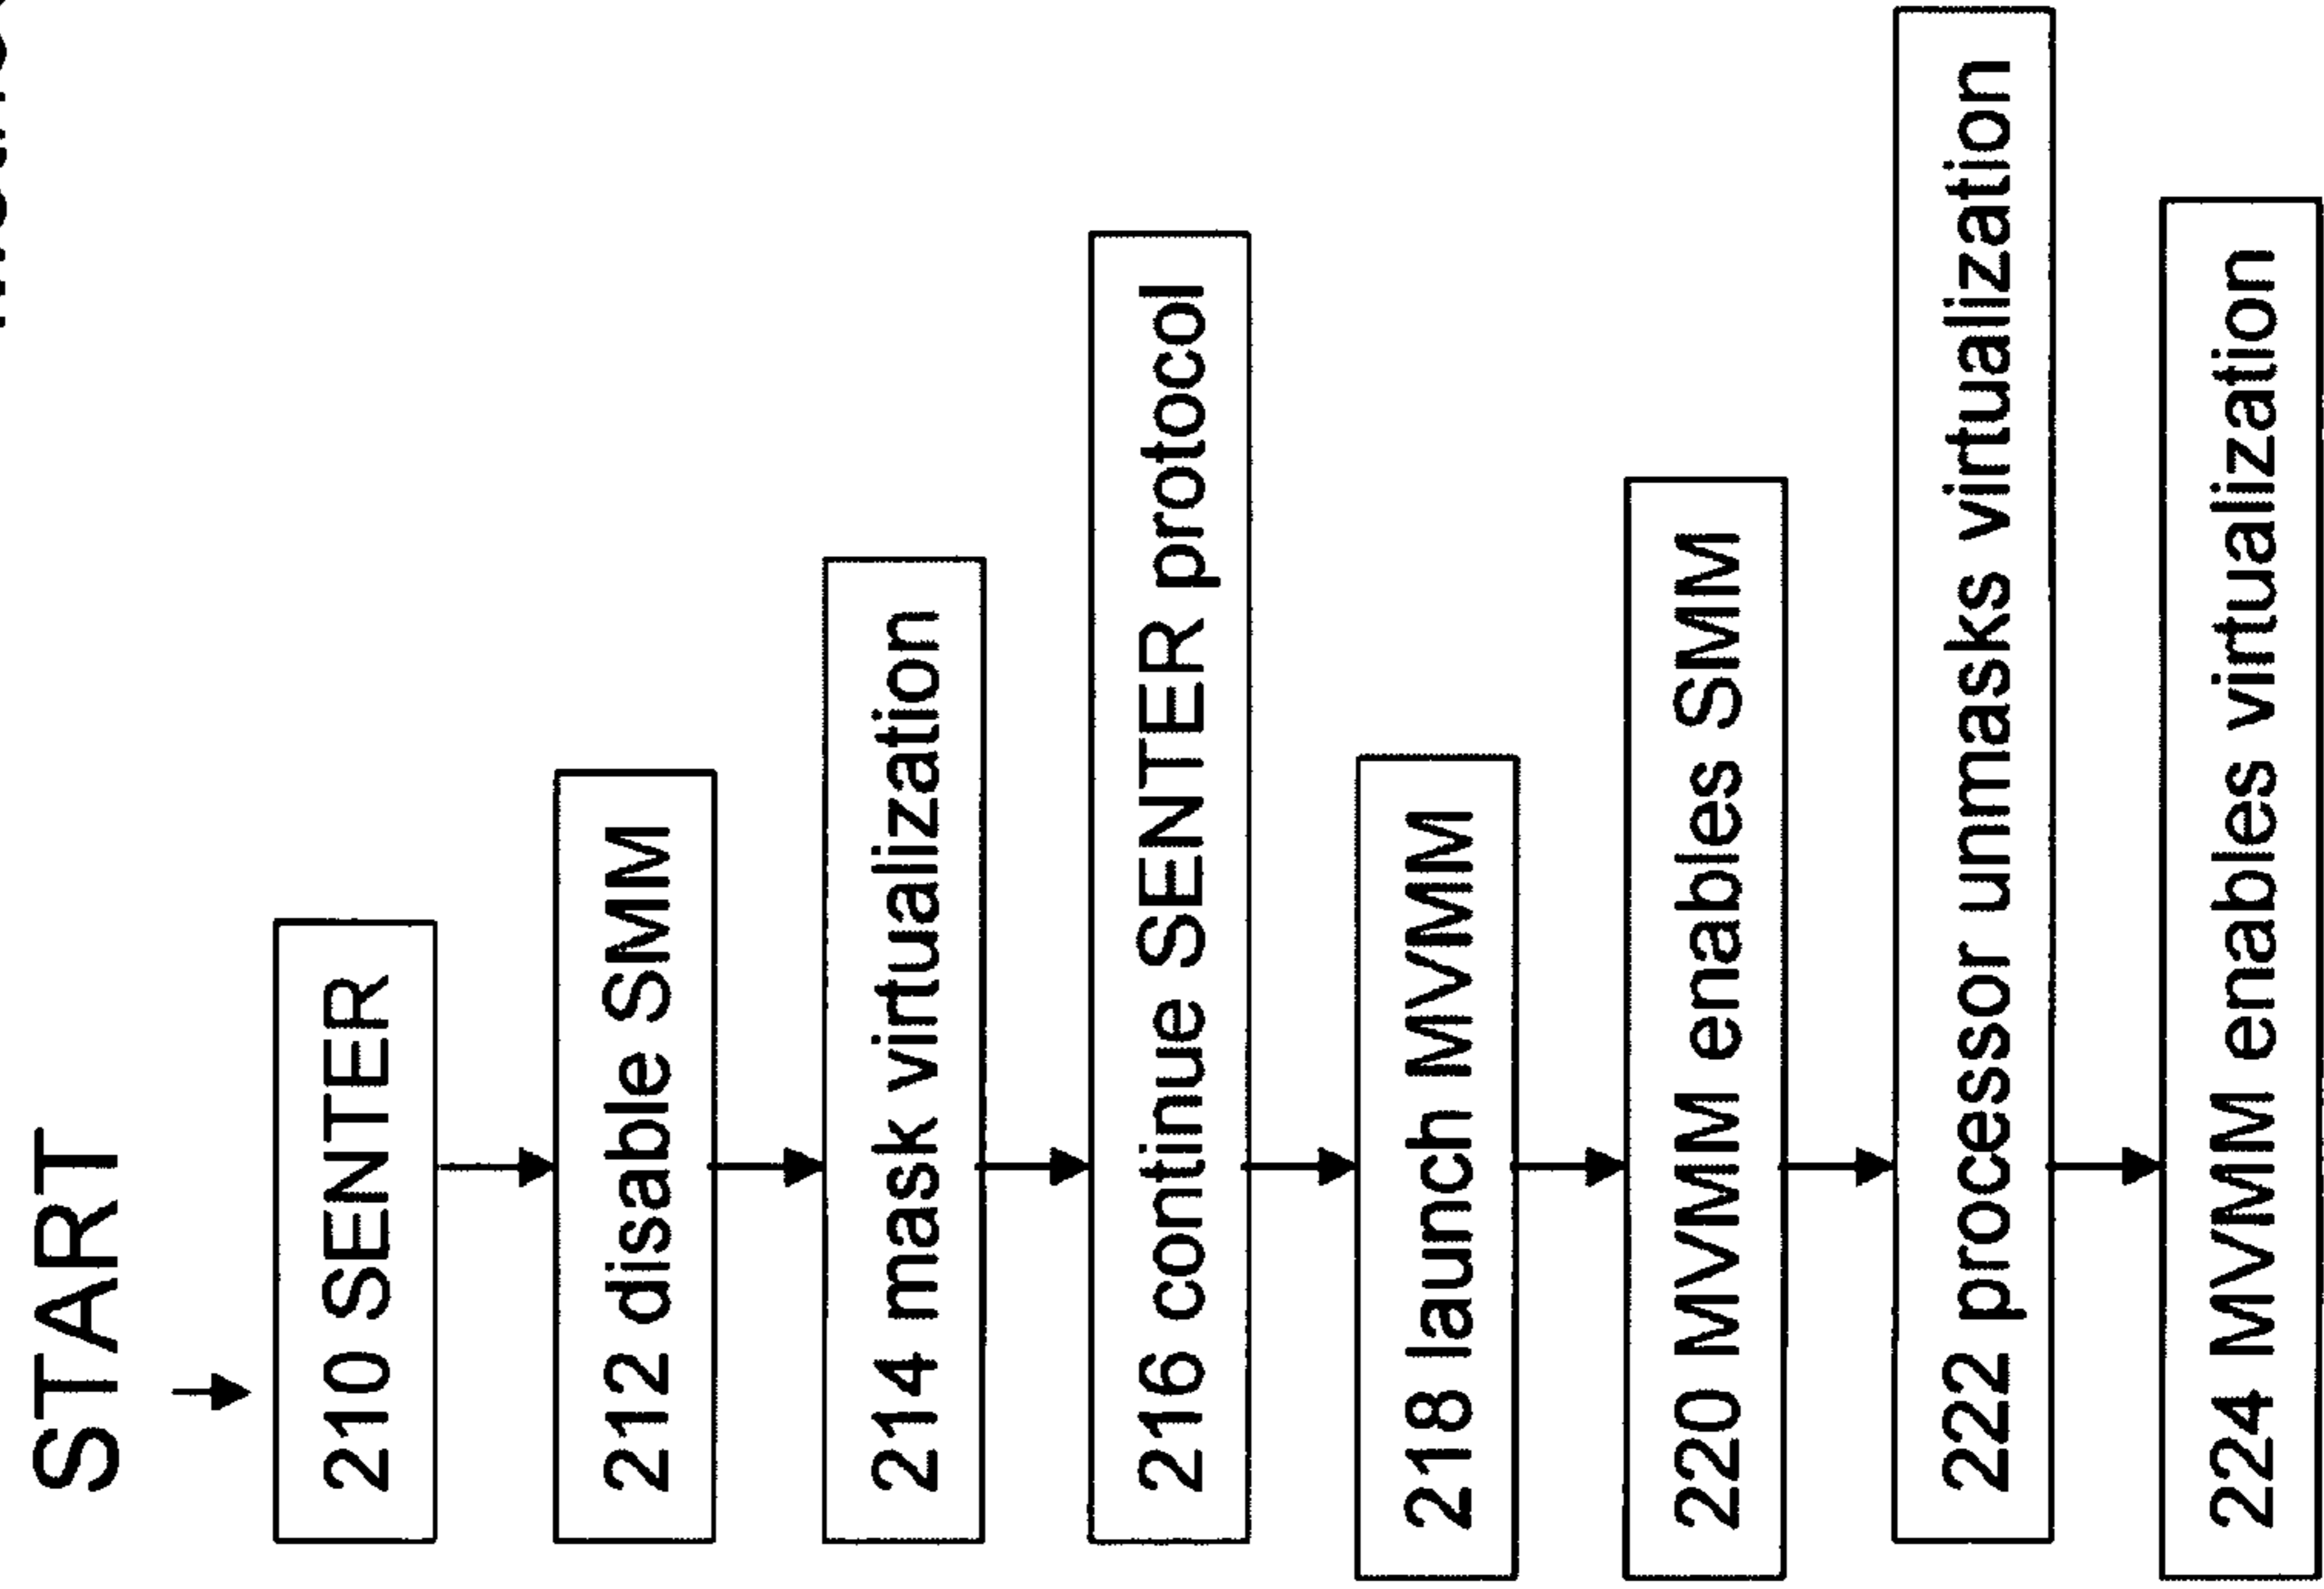 START
210 SENTER
212 disable SMM
214 mask virtualization
216 continue SENTER protocol
218 launch MVMM
220 MVMM enables SMM
222 processor unmasks virtualization
224 MVMM enables virtualization